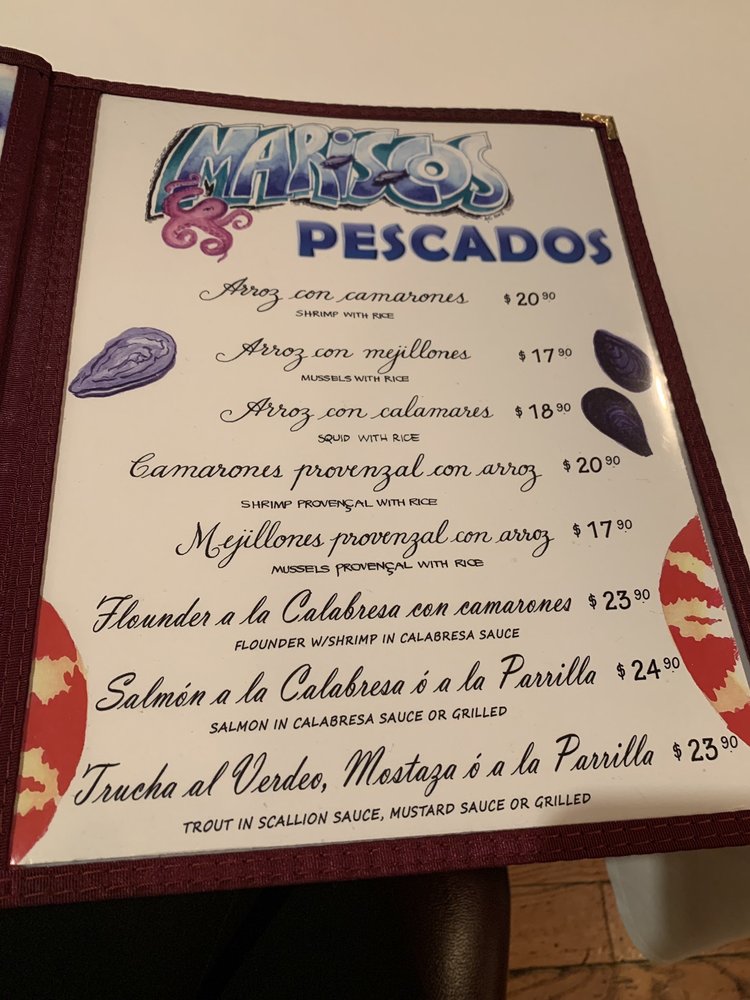 MARiSCOS
PESCADOS
Arroz con camarones $20.90
SHRIMP WITH RICE
Arroz con mejillones $17.90
MUSSELS WITH RICE
Arroz con calamares $18.90
SQUID WITH RICE
Camarones provenzal con arroz $20.90
SHRIMP PROVENÇAL WITH RICE
Mejillones provenzal con arroz $17.90
MUSSELS PROVENÇAL WITH RICE
Flounder a la Calabresa con camarones $23.90
FLOUNDER W/SHRIMP IN CALABRESA SAUCE
Salmón a la Calabresa ó a la Parrilla $24.90
SALMON IN CALABRESA SAUCE OR GRILLED
Trucha al Verdeo, Mostaza ó a la Parrilla $23.90
TROUT IN SCALLION SAUCE, MUSTARD SAUCE OR GRILLED